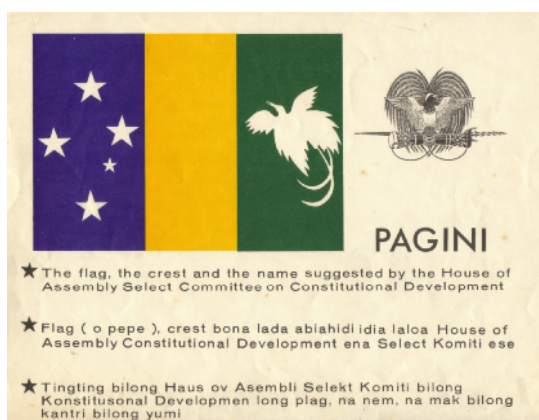 PAGINI
★ The flag, the crest and the name suggested by the House of
Assembly Select Committee on Constitutional Development
★ Flag ( o pepe ), crest bona lada abiahidi idia laloa House of
Assembly Constitutional Development ena Select Komiti ese
★ Tingting bilong Haus ov Asembli Selekt Komiti bilong
Konstitusonal Developmen long plag, na nem, na mak bilong
kantri bilong yumi